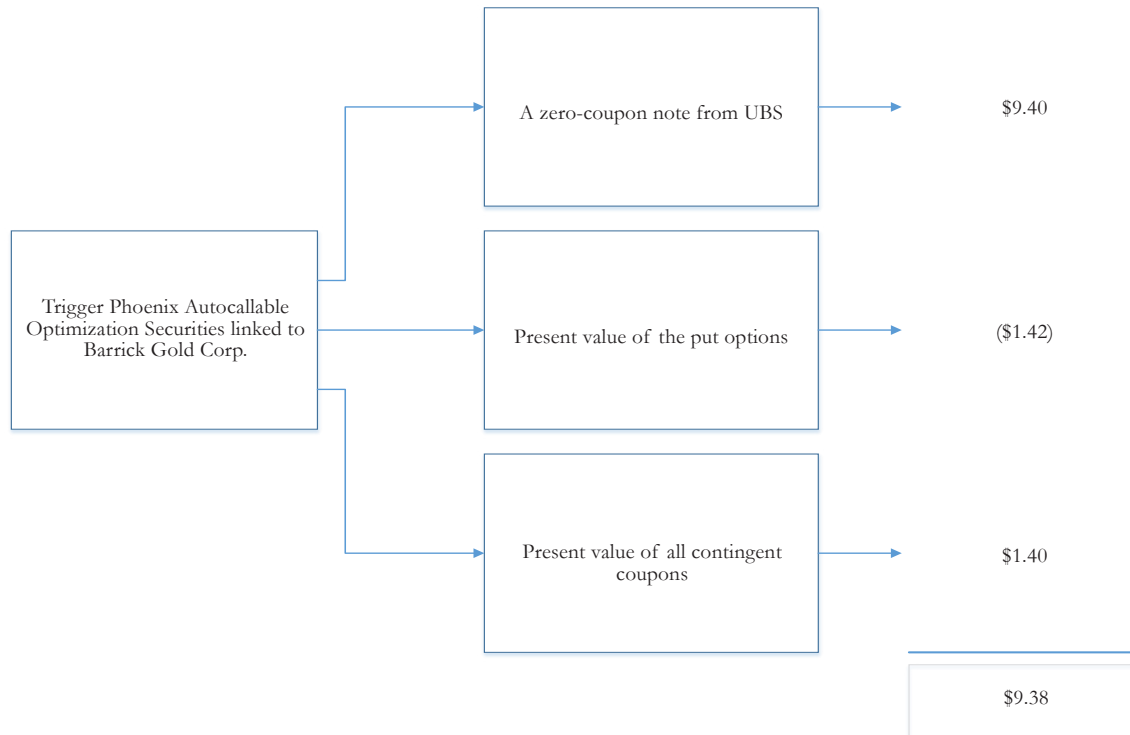 A zero-coupon note from UBS
$9.40
Trigger Phoenix Autocallable
Optimization Securities linked to
Barrick Gold Corp.
Present value of the put options
($1.42)
Present value of all contingent
coupons
$1.40
$9.38